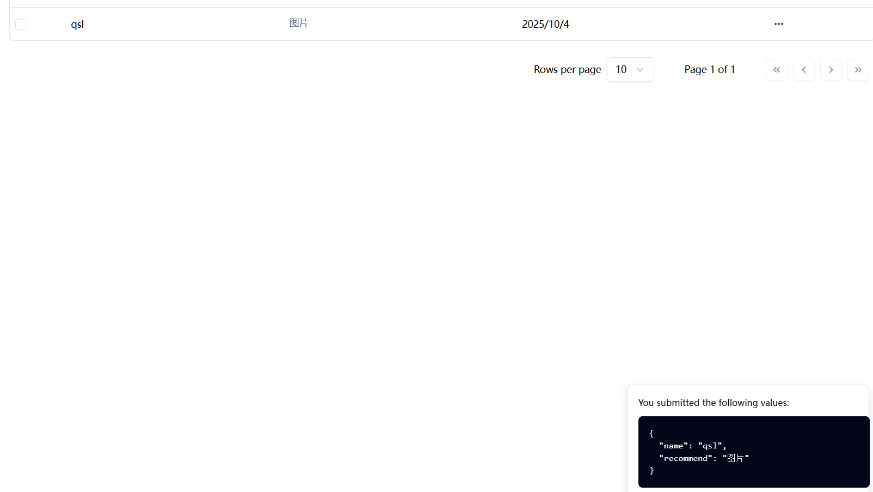 qsl 图片 2025/10/4 ···
Rows per page 10 Page 1 of 1
You submitted the following values:
{
"name": "qsl",
"recommend": "图片"
}